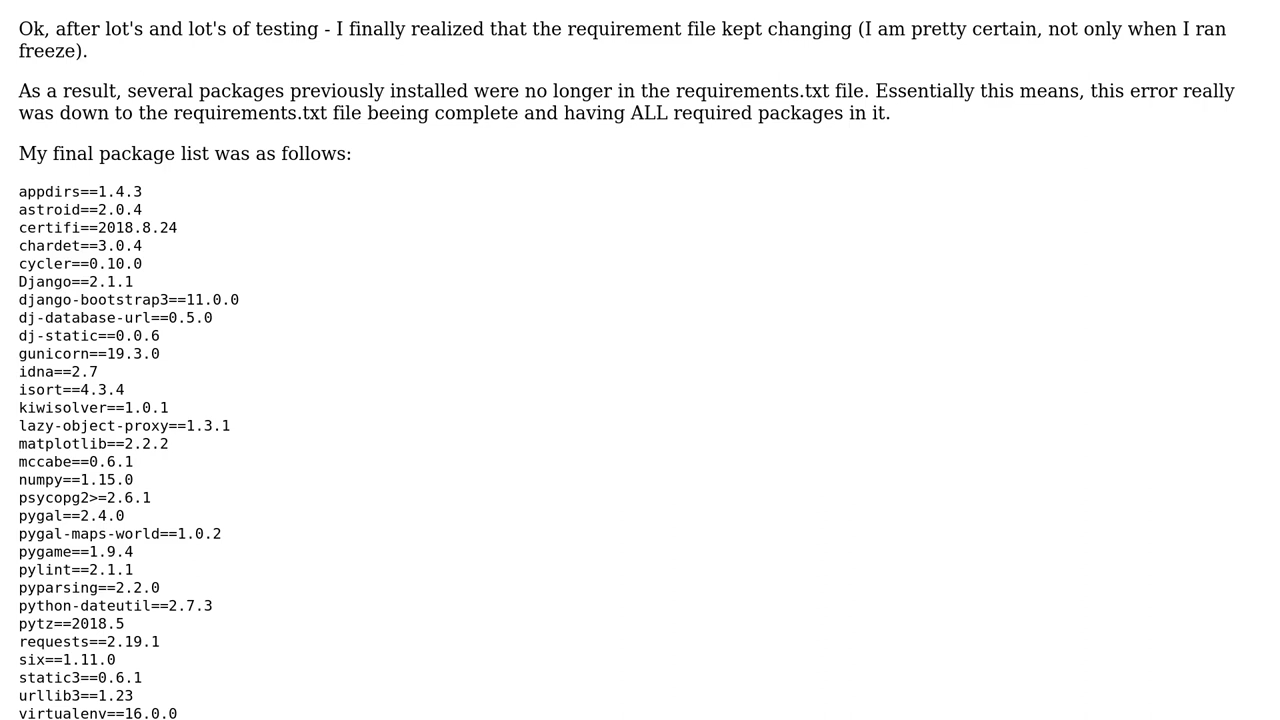 Ok, after lot's and lot's of testing - I finally realized that the requirement file kept changing (I am pretty certain, not only when I ran
freeze).
As a result, several packages previously installed were no longer in the requirements.txt file. Essentially this means, this error really
was down to the requirements.txt file beeing complete and having ALL required packages in it.
My final package list was as follows:
appdirs==1.4.3
astroid==2.0.4
certifi==2018.8.24
chardet==3.0.4
cycler==0.10.0
Django==2.1.1
django-bootstrap3==11.0.0
dj-database-url==0.5.0
dj-static==0.0.6
gunicorn==19.3.0
idna==2.7
isort==4.3.4
kiwisolver==1.0.1
lazy-object-proxy==1.3.1
matplotlib==2.2.2
mccabe==0.6.1
numpy==1.15.0
psycopg2>=2.6.1
pygal==2.4.0
pygal-maps-world==1.0.2
pygame==1.9.4
pylint==2.1.1
pyparsing==2.2.0
python-dateutil==2.7.3
pytz==2018.5
requests==2.19.1
six==1.11.0
static3==0.6.1
urllib3==1.23
virtualenv==16.0.0